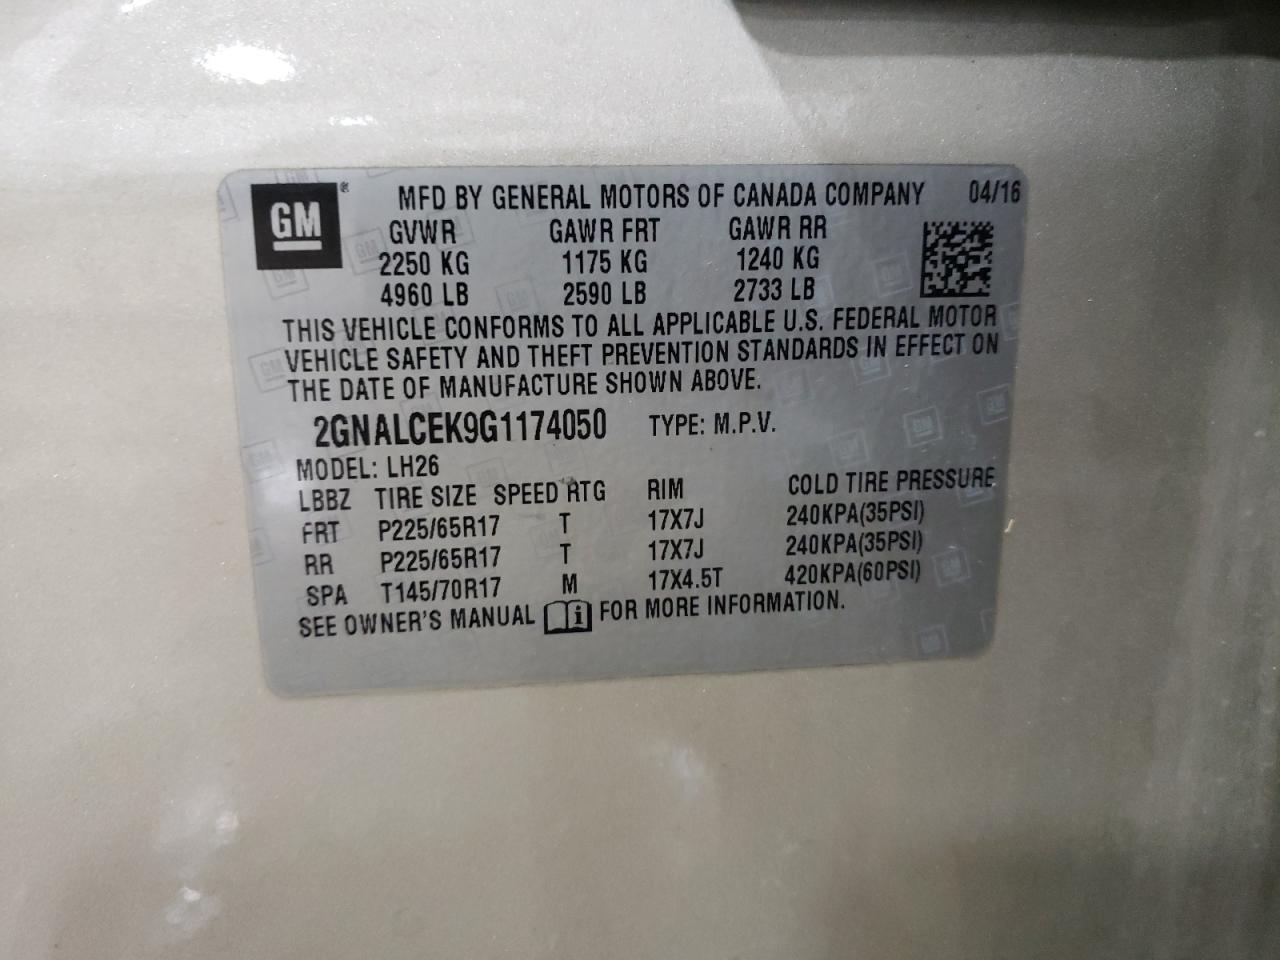 GM ® MFD BY GENERAL MOTORS OF CANADA COMPANY 04/16
GVWR GAWR FRT GAWR RR
2250 KG 1175 KG 1240 KG
4960 LB 2590 LB 2733 LB
THIS VEHICLE CONFORMS TO ALL APPLICABLE U.S. FEDERAL MOTOR
VEHICLE SAFETY AND THEFT PREVENTION STANDARDS IN EFFECT ON
THE DATE OF MANUFACTURE SHOWN ABOVE.
2GNALCEK9G1174050 TYPE: M.P.V.
MODEL: LH26
LBBZ TIRE SIZE SPEED RTG RIM COLD TIRE PRESSURE
FRT P225/65R17 T 17X7J 240KPA(35PSI)
RR P225/65R17 T 17X7J 240KPA(35PSI)
SPA T145/70R17 M 17X4.5T 420KPA(60PSI)
SEE OWNER'S MANUAL i FOR MORE INFORMATION.